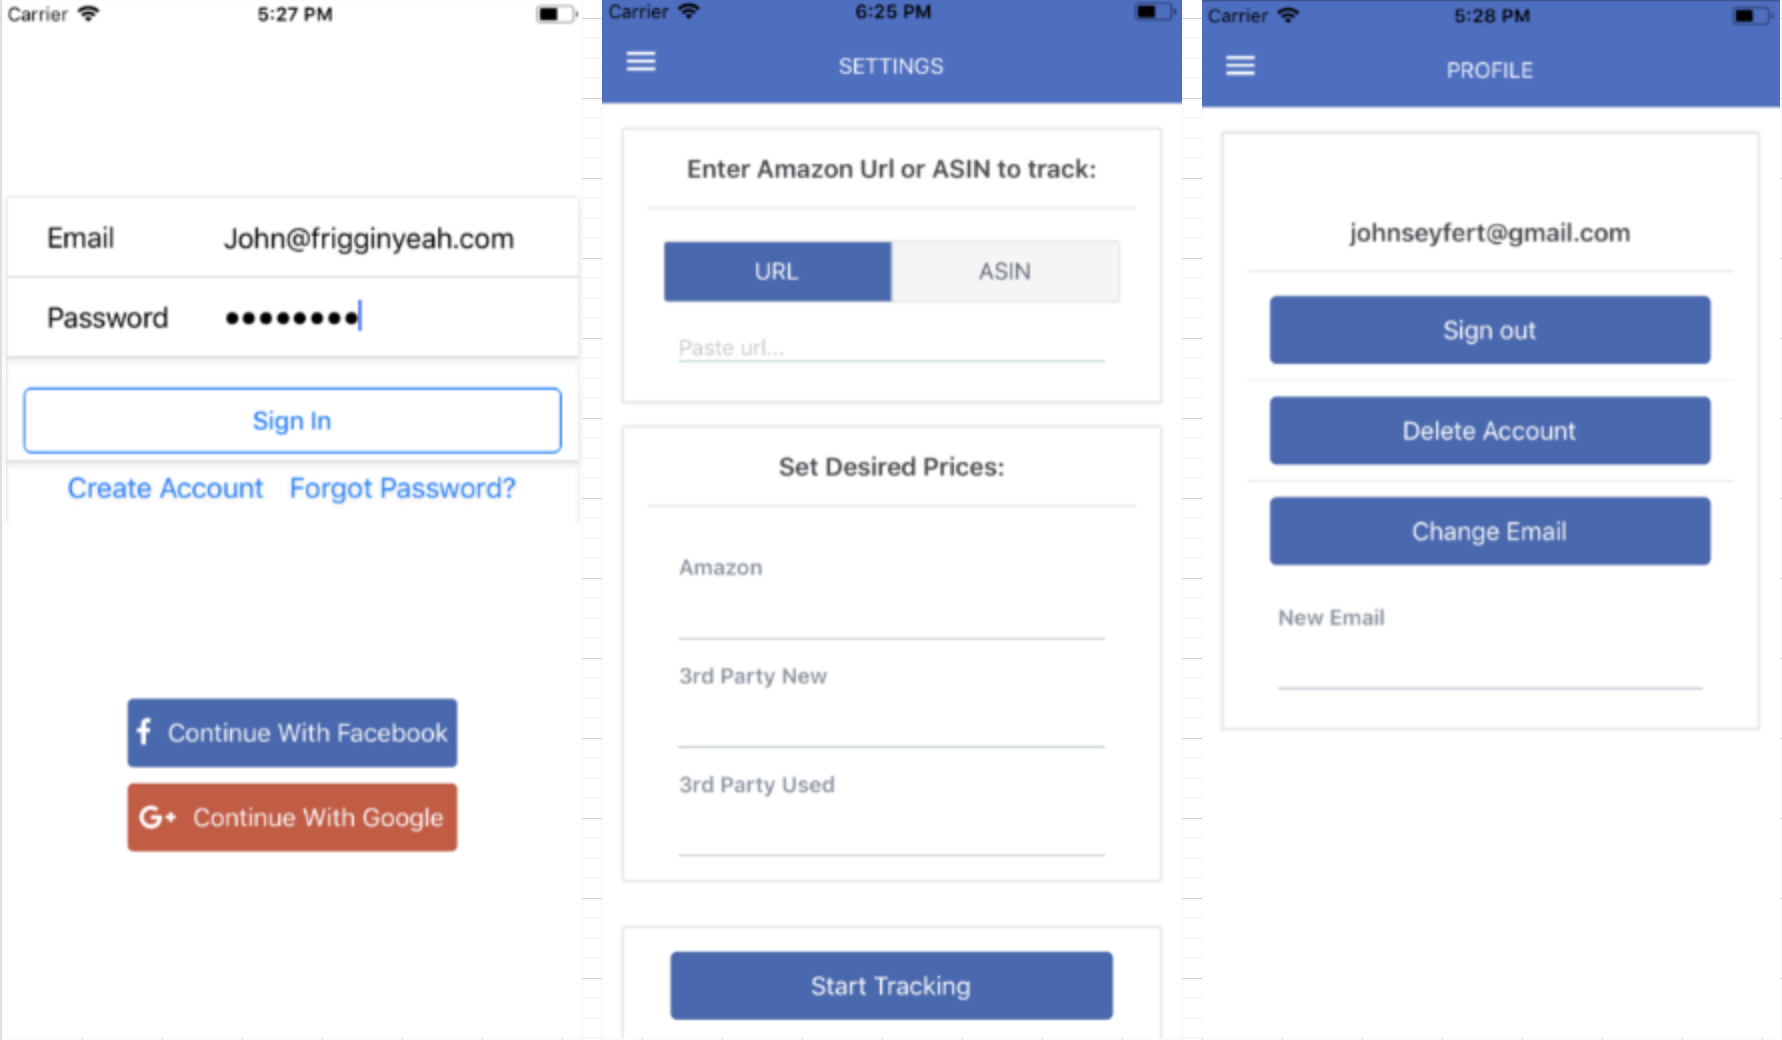 Carrier 5:27 PM
Email John@frigginyeah.com
Password ••••••••
Sign In
Create Account Forgot Password?
f Continue With Facebook
G+ Continue With Google
Carrier 6:25 PM
SETTINGS
Enter Amazon Url or ASIN to track:
URL ASIN
Paste url...
Set Desired Prices:
Amazon
3rd Party New
3rd Party Used
Start Tracking
Carrier 5:28 PM
PROFILE
johnseyfert@gmail.com
Sign out
Delete Account
Change Email
New Email